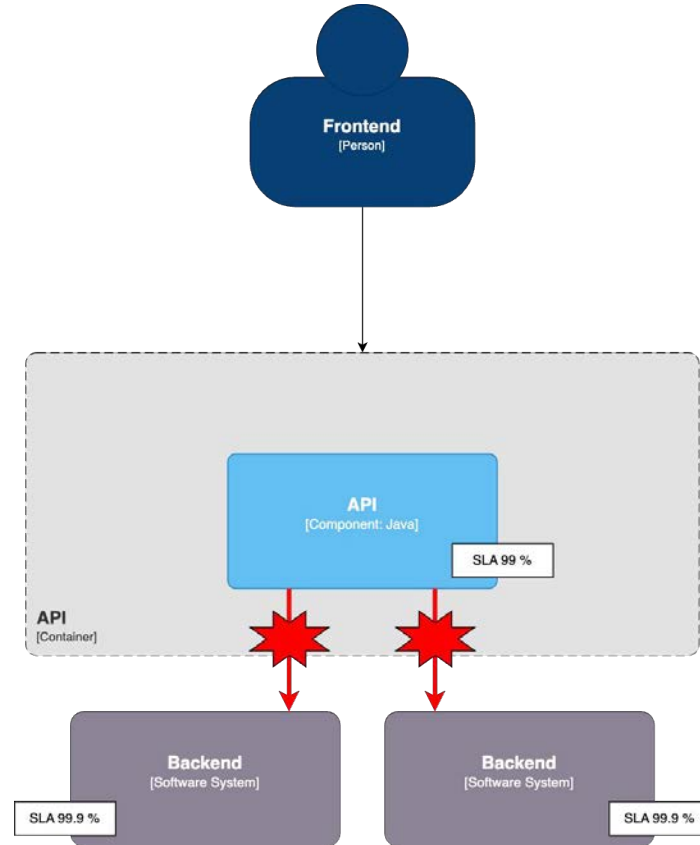 Frontend
[Person]
API
[Component: Java]
SLA 99 %
API
[Container]
Backend
[Software System]
SLA 99.9 %
Backend
[Software System]
SLA 99.9 %